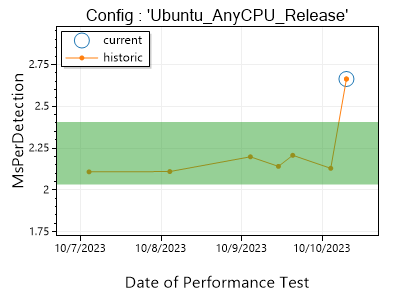 Config : 'Ubuntu_AnyCPU_Release'
current
historic
MsPerDetection
2.75
2.5
2.25
2
1.75
10/7/2023
10/8/2023
10/9/2023
10/10/2023
Date of Performance Test